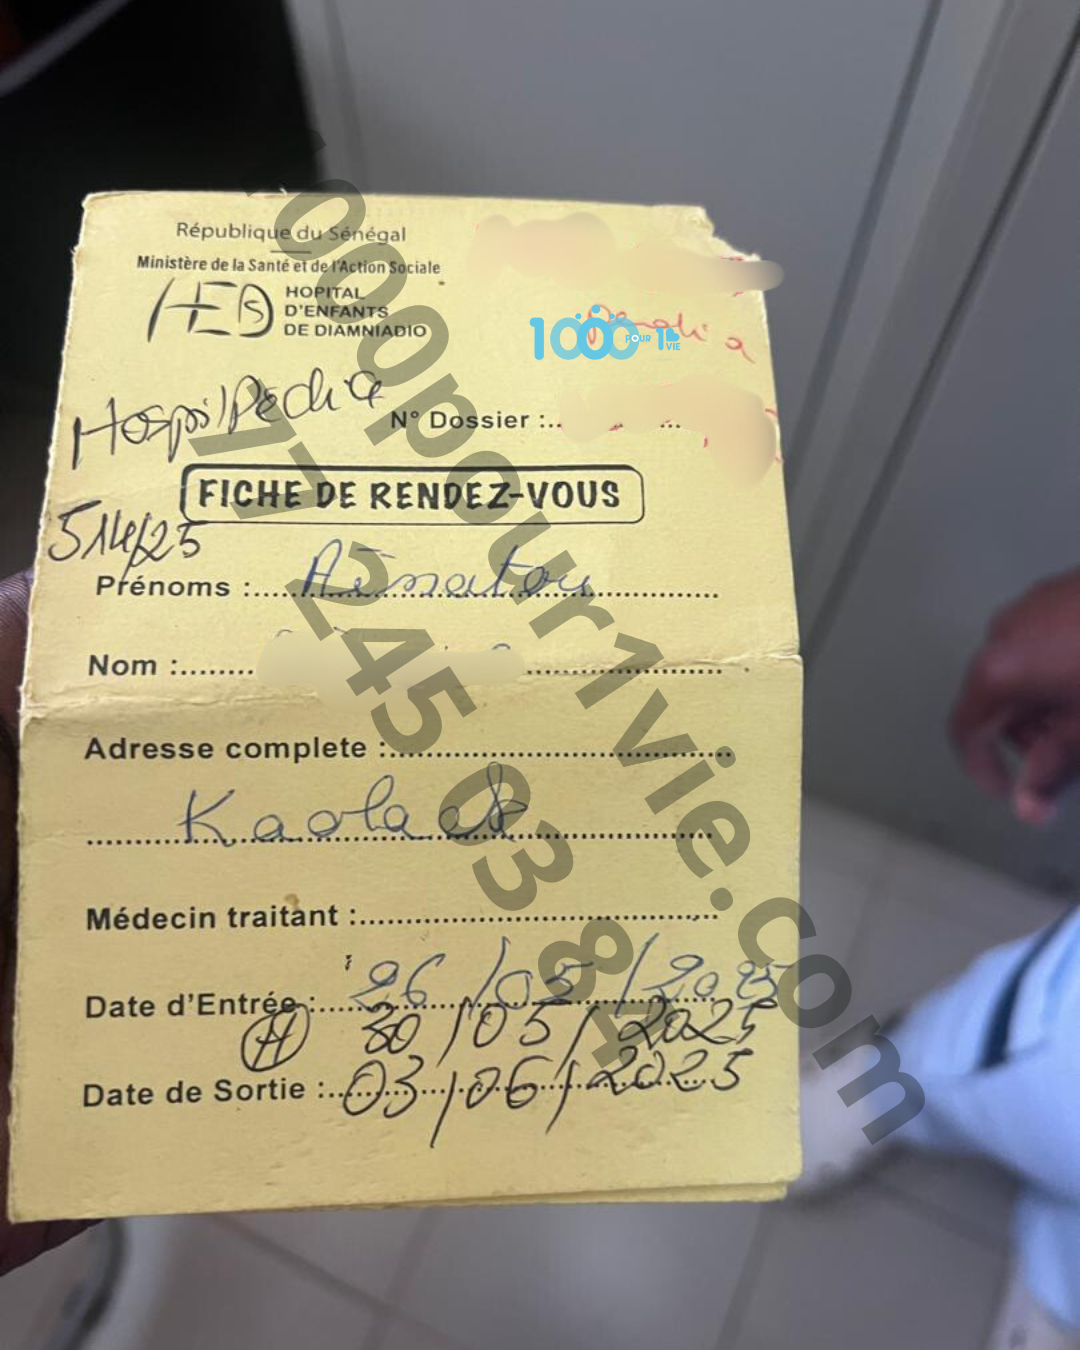 République du Sénégal
Ministère de la Santé et de l'Action Sociale
HED
HOPITAL
D'ENFANTS
DE DIAMNIADIO
1000 POUR 1 VIE
Hospi/Pédia
N° Dossier :..
FICHE DE RENDEZ-VOUS
514/25
Prénoms : Aïssatou
Nom :
Adresse complete :
Kaolack
Médecin traitant :
Date d'Entrée : 26/05/2025
(H) 30/05/2025
Date de Sortie : 03/06/2025
1000pour1vie.com
77 245 03 84